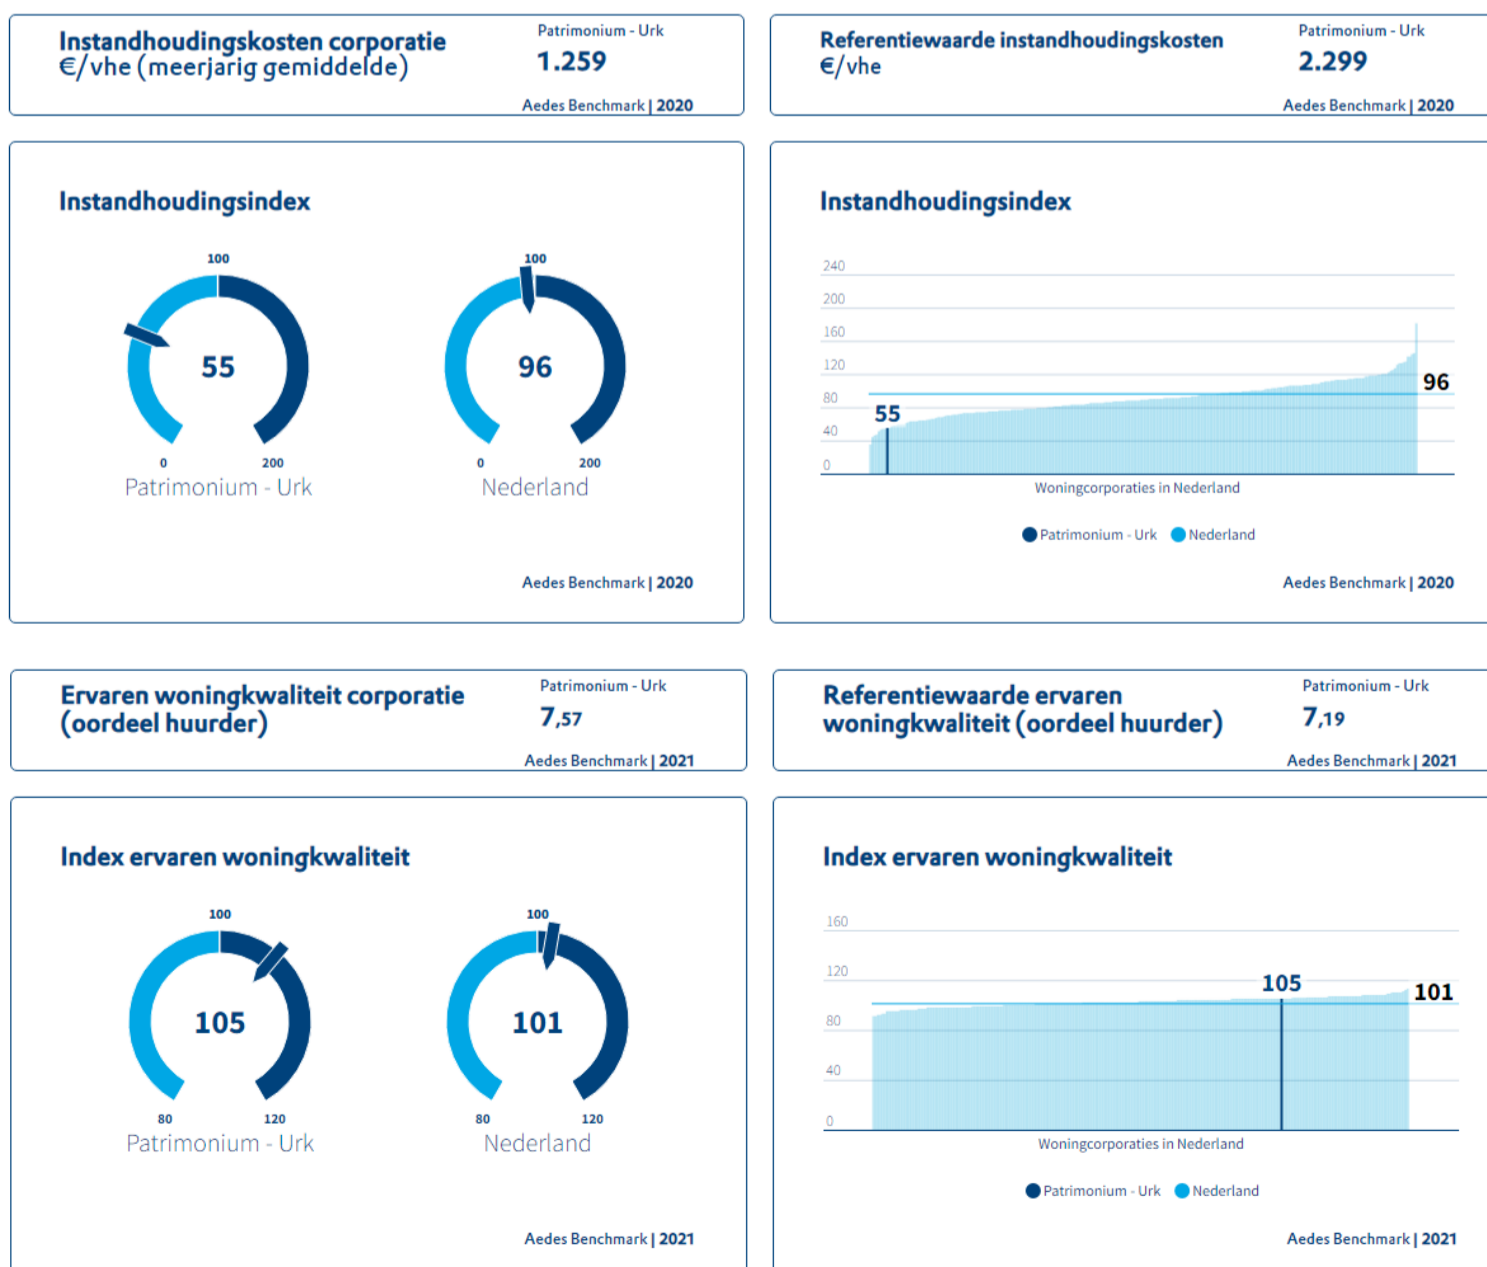 Instandhoudingskosten corporatie
€/vhe (meerjarig gemiddelde)
Patrimonium - Urk
1.259
Aedes Benchmark | 2020
Referentiewaarde instandhoudingskosten
€/vhe
Patrimonium - Urk
2.299
Aedes Benchmark | 2020
Instandhoudingsindex
100
55
0
200
Patrimonium - Urk
100
96
0
200
Nederland
Aedes Benchmark | 2020
Instandhoudingsindex
240
200
160
120
80
40
0
55
96
Woningcorporaties in Nederland
Patrimonium - Urk
Nederland
Aedes Benchmark | 2020
Ervaren woningkwaliteit corporatie
(oordeel huurder)
Patrimonium - Urk
7,57
Aedes Benchmark | 2021
Referentiewaarde ervaren
woningkwaliteit (oordeel huurder)
Patrimonium - Urk
7,19
Aedes Benchmark | 2021
Index ervaren woningkwaliteit
100
105
80
120
Patrimonium - Urk
100
101
80
120
Nederland
Aedes Benchmark | 2021
Index ervaren woningkwaliteit
160
120
80
40
0
105
101
Woningcorporaties in Nederland
Patrimonium - Urk
Nederland
Aedes Benchmark | 2021